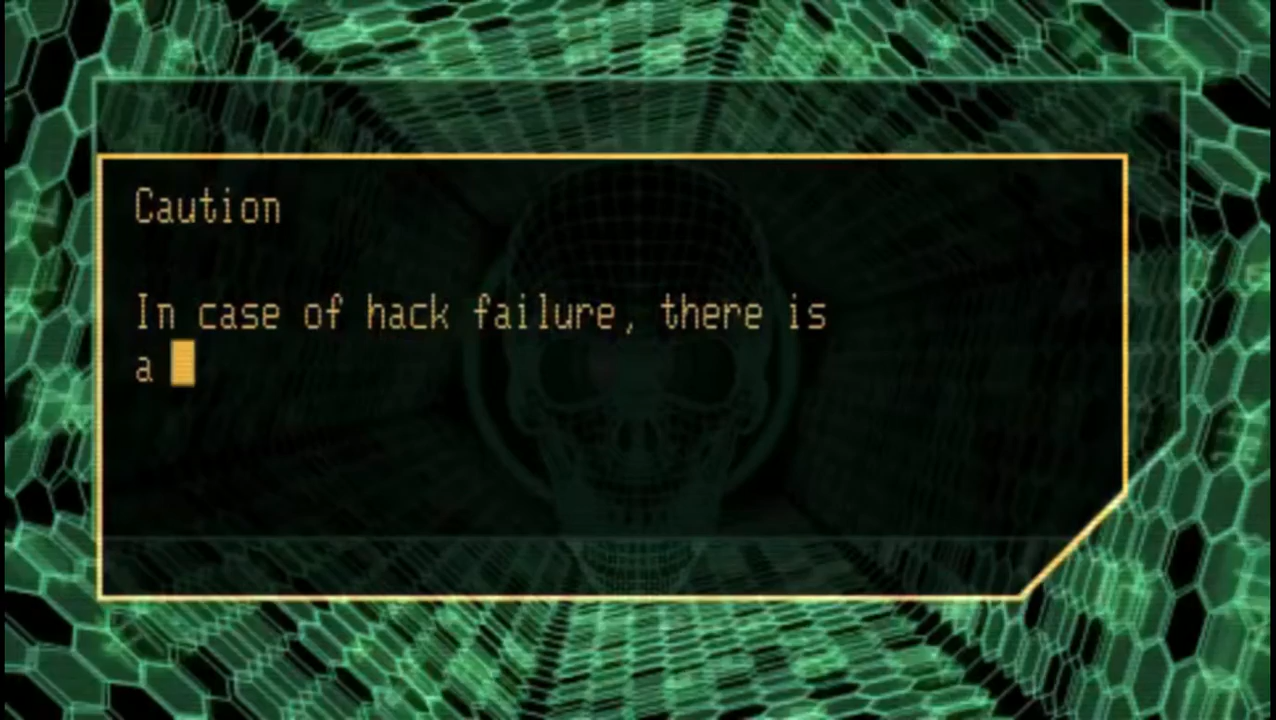 Caution
In case of hack failure, there is
a